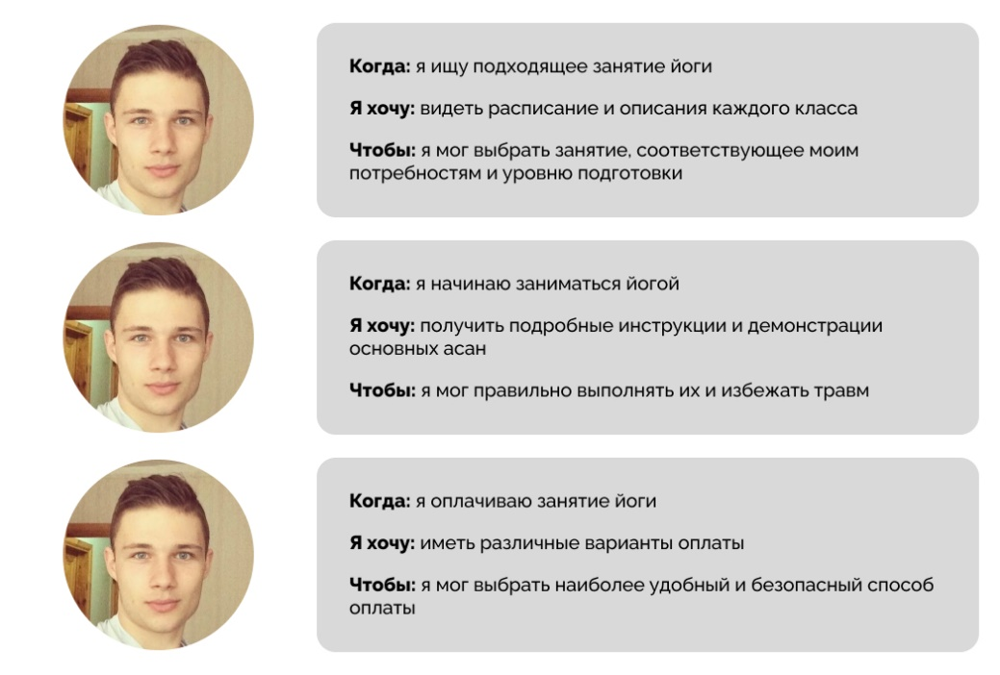 Когда: я ищу подходящее занятие йоги
Я хочу: видеть расписание и описания каждого класса
Чтобы: я мог выбрать занятие, соответствующее моим
потребностям и уровню подготовки
Когда: я начинаю заниматься йогой
Я хочу: получить подробные инструкции и демонстрации
основных асан
Чтобы: я мог правильно выполнять их и избежать травм
Когда: я оплачиваю занятие йоги
Я хочу: иметь различные варианты оплаты
Чтобы: я мог выбрать наиболее удобный и безопасный способ
оплаты